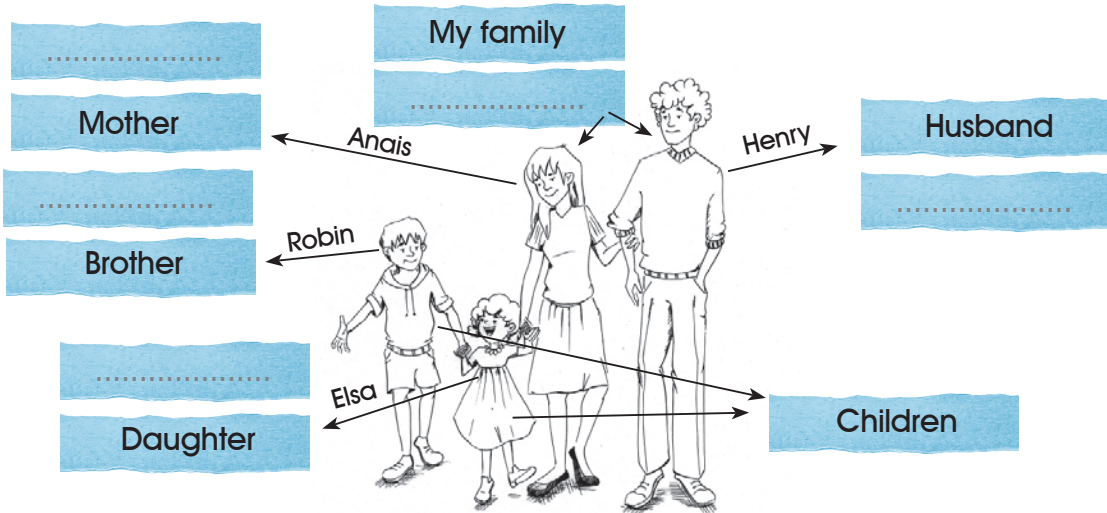 My family
....................
....................
Mother
Anais
Henry
Husband
....................
....................
Robin
Brother
....................
Elsa
Daughter
Children